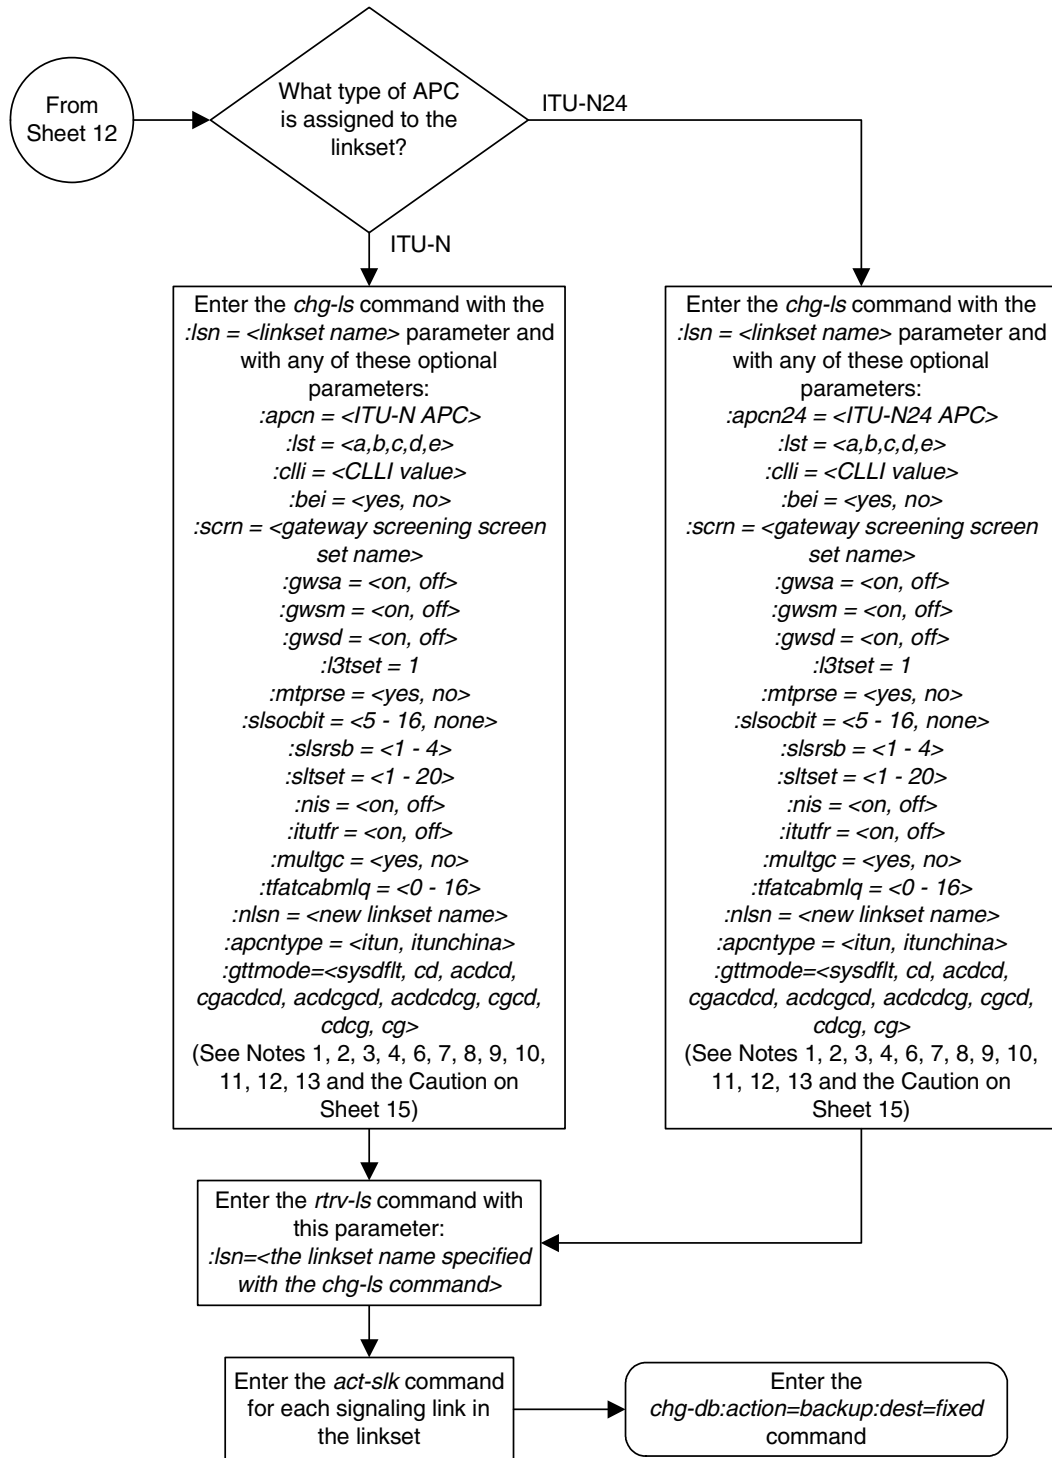 From
Sheet 12
What type of APC
is assigned to the
linkset?
ITU-N24
ITU-N
Enter the chg-ls command with the
:lsn = <linkset name> parameter and
with any of these optional
parameters:
:apcn = <ITU-N APC>
:lst = <a,b,c,d,e>
:clli = <CLLI value>
:bei = <yes, no>
:scrn = <gateway screening screen
set name>
:gwsa = <on, off>
:gwsm = <on, off>
:gwsd = <on, off>
:l3tset = 1
:mtprse = <yes, no>
:slsocbit = <5 - 16, none>
:slsrsb = <1 - 4>
:sltset = <1 - 20>
:nis = <on, off>
:itutfr = <on, off>
:multgc = <yes, no>
:tfatcabmlq = <0 - 16>
:nlsn = <new linkset name>
:apcntype = <itun, itunchina>
:gttmode=<sysdflt, cd, acdcd,
cgacdcd, acdcgcd, acdcdcg, cgcd,
cdcg, cg>
(See Notes 1, 2, 3, 4, 6, 7, 8, 9, 10,
11, 12, 13 and the Caution on
Sheet 15)
Enter the chg-ls command with the
:lsn = <linkset name> parameter and
with any of these optional
parameters:
:apcn24 = <ITU-N24 APC>
:lst = <a,b,c,d,e>
:clli = <CLLI value>
:bei = <yes, no>
:scrn = <gateway screening screen
set name>
:gwsa = <on, off>
:gwsm = <on, off>
:gwsd = <on, off>
:l3tset = 1
:mtprse = <yes, no>
:slsocbit = <5 - 16, none>
:slsrsb = <1 - 4>
:sltset = <1 - 20>
:nis = <on, off>
:itutfr = <on, off>
:multgc = <yes, no>
:tfatcabmlq = <0 - 16>
:nlsn = <new linkset name>
:apcntype = <itun, itunchina>
:gttmode=<sysdflt, cd, acdcd,
cgacdcd, acdcgcd, acdcdcg, cgcd,
cdcg, cg>
(See Notes 1, 2, 3, 4, 6, 7, 8, 9, 10,
11, 12, 13 and the Caution on
Sheet 15)
Enter the rtrv-ls command with
this parameter:
:lsn=<the linkset name specified
with the chg-ls command>
Enter the act-slk command
for each signaling link in
the linkset
Enter the
chg-db:action=backup:dest=fixed
command